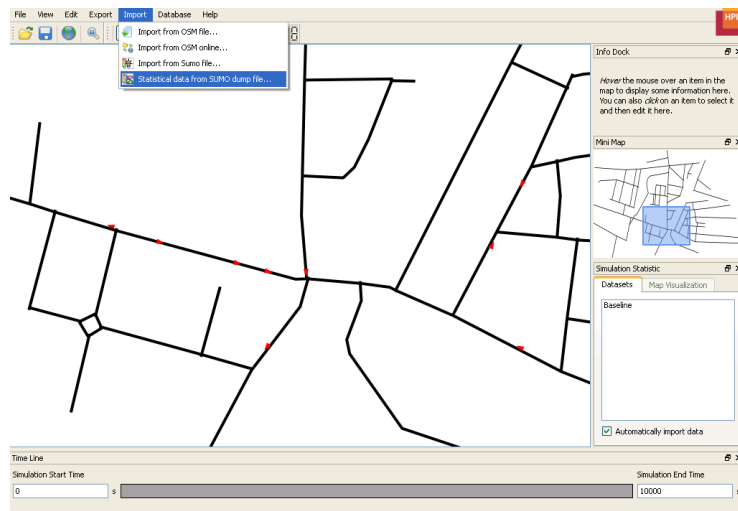 File View Edit Export Import Database Help
HPI
Import from OSM file...
Import from OSM online...
Import from Sumo file...
Statistical data from SUMO dump file...
Info Dock
Hover the mouse over an item in the
map to display some information here.
You can also click on an item to select it
and then edit it here.
Mini Map
Simulation Statistic
Datasets Map Visualization
Baseline
Automatically import data
Time Line
Simulation Start Time
Simulation End Time
0 s
10000 s